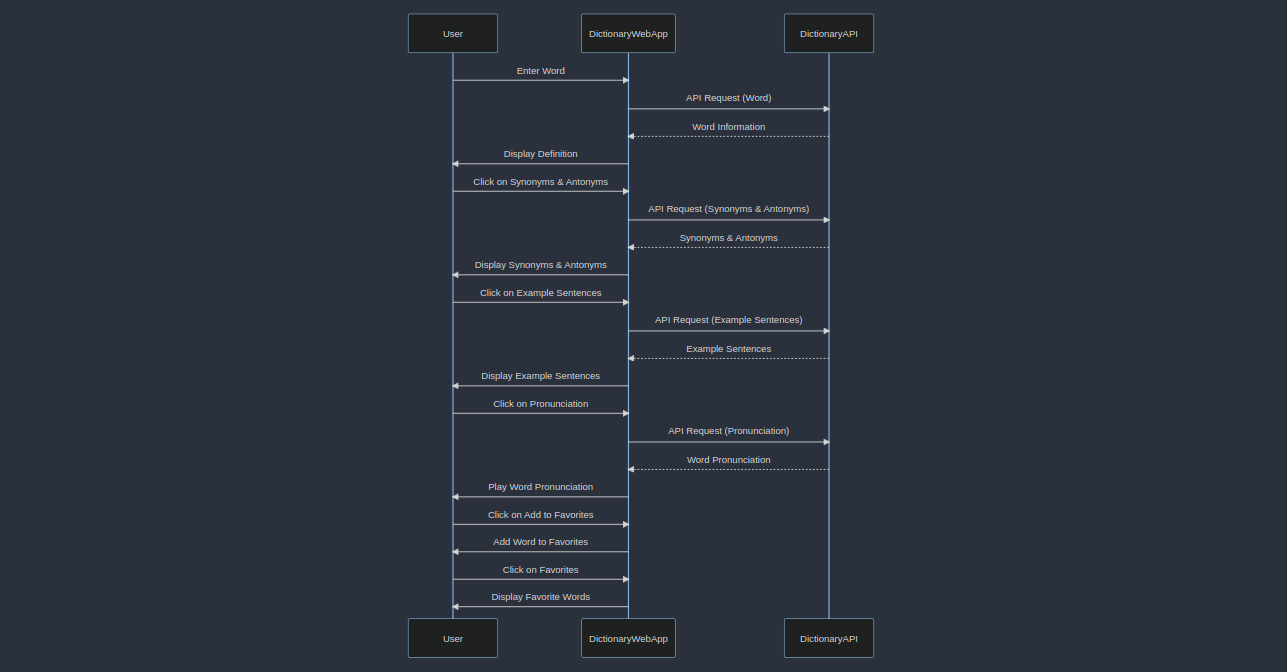 User
DictionaryWebApp
DictionaryAPI
Enter Word
API Request (Word)
Word Information
Display Definition
Click on Synonyms & Antonyms
API Request (Synonyms & Antonyms)
Synonyms & Antonyms
Display Synonyms & Antonyms
Click on Example Sentences
API Request (Example Sentences)
Example Sentences
Display Example Sentences
Click on Pronunciation
API Request (Pronunciation)
Word Pronunciation
Play Word Pronunciation
Click on Add to Favorites
Add Word to Favorites
Click on Favorites
Display Favorite Words
User
DictionaryWebApp
DictionaryAPI